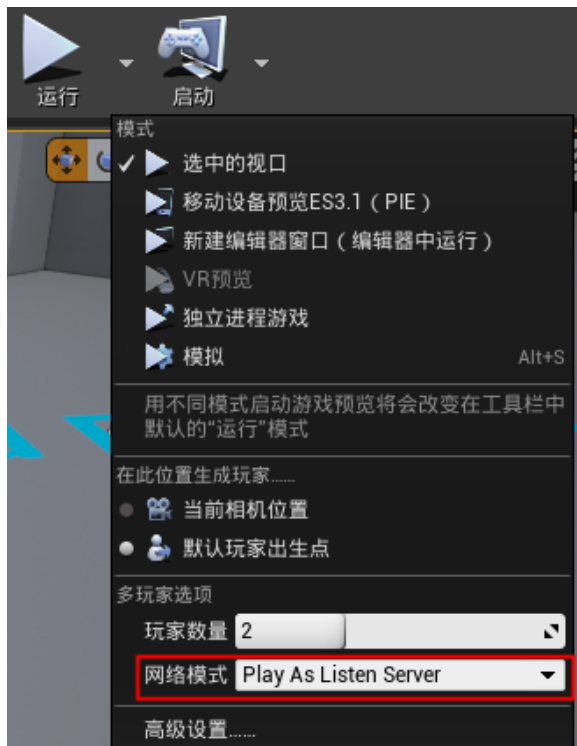 运行
启动
模式
选中的视口
移动设备预览ES3.1（PIE）
新建编辑器窗口（编辑器中运行）
VR预览
独立进程游戏
模拟 Alt+S
用不同模式启动游戏预览将会改变在工具栏中
默认的“运行”模式
在此位置生成玩家……
当前相机位置
默认玩家出生点
多玩家选项
玩家数量 2
网络模式 Play As Listen Server
高级设置……